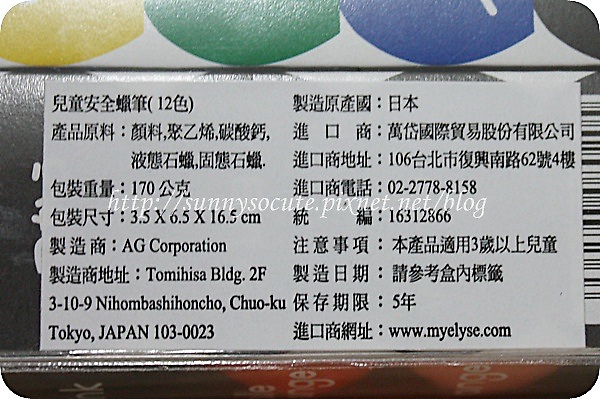 兒童安全蠟筆( 12色)
產品原料：顏料,聚乙烯,碳酸鈣,
液態石蠟,固態石蠟.
包裝重量：170 公克
包裝尺寸：3.5 X 6.5 X 16.5 cm
製造商：AG Corporation
製造商地址：Tomihisa Bldg. 2F
3-10-9 Nihombashihoncho, Chuo-ku
Tokyo, JAPAN 103-0023
製造原產國：日本
進口商：萬岱國際貿易股份有限公司
進口商地址：106台北市復興南路62號4樓
進口商電話：02-2778-8158
統編：16312866
注意事項：本產品適用3歲以上兒童
製造日期：請參考盒內標籤
保存期限：5年
進口商網址：www.myelyse.com
http://sunnysocute.pixnet.net/blog